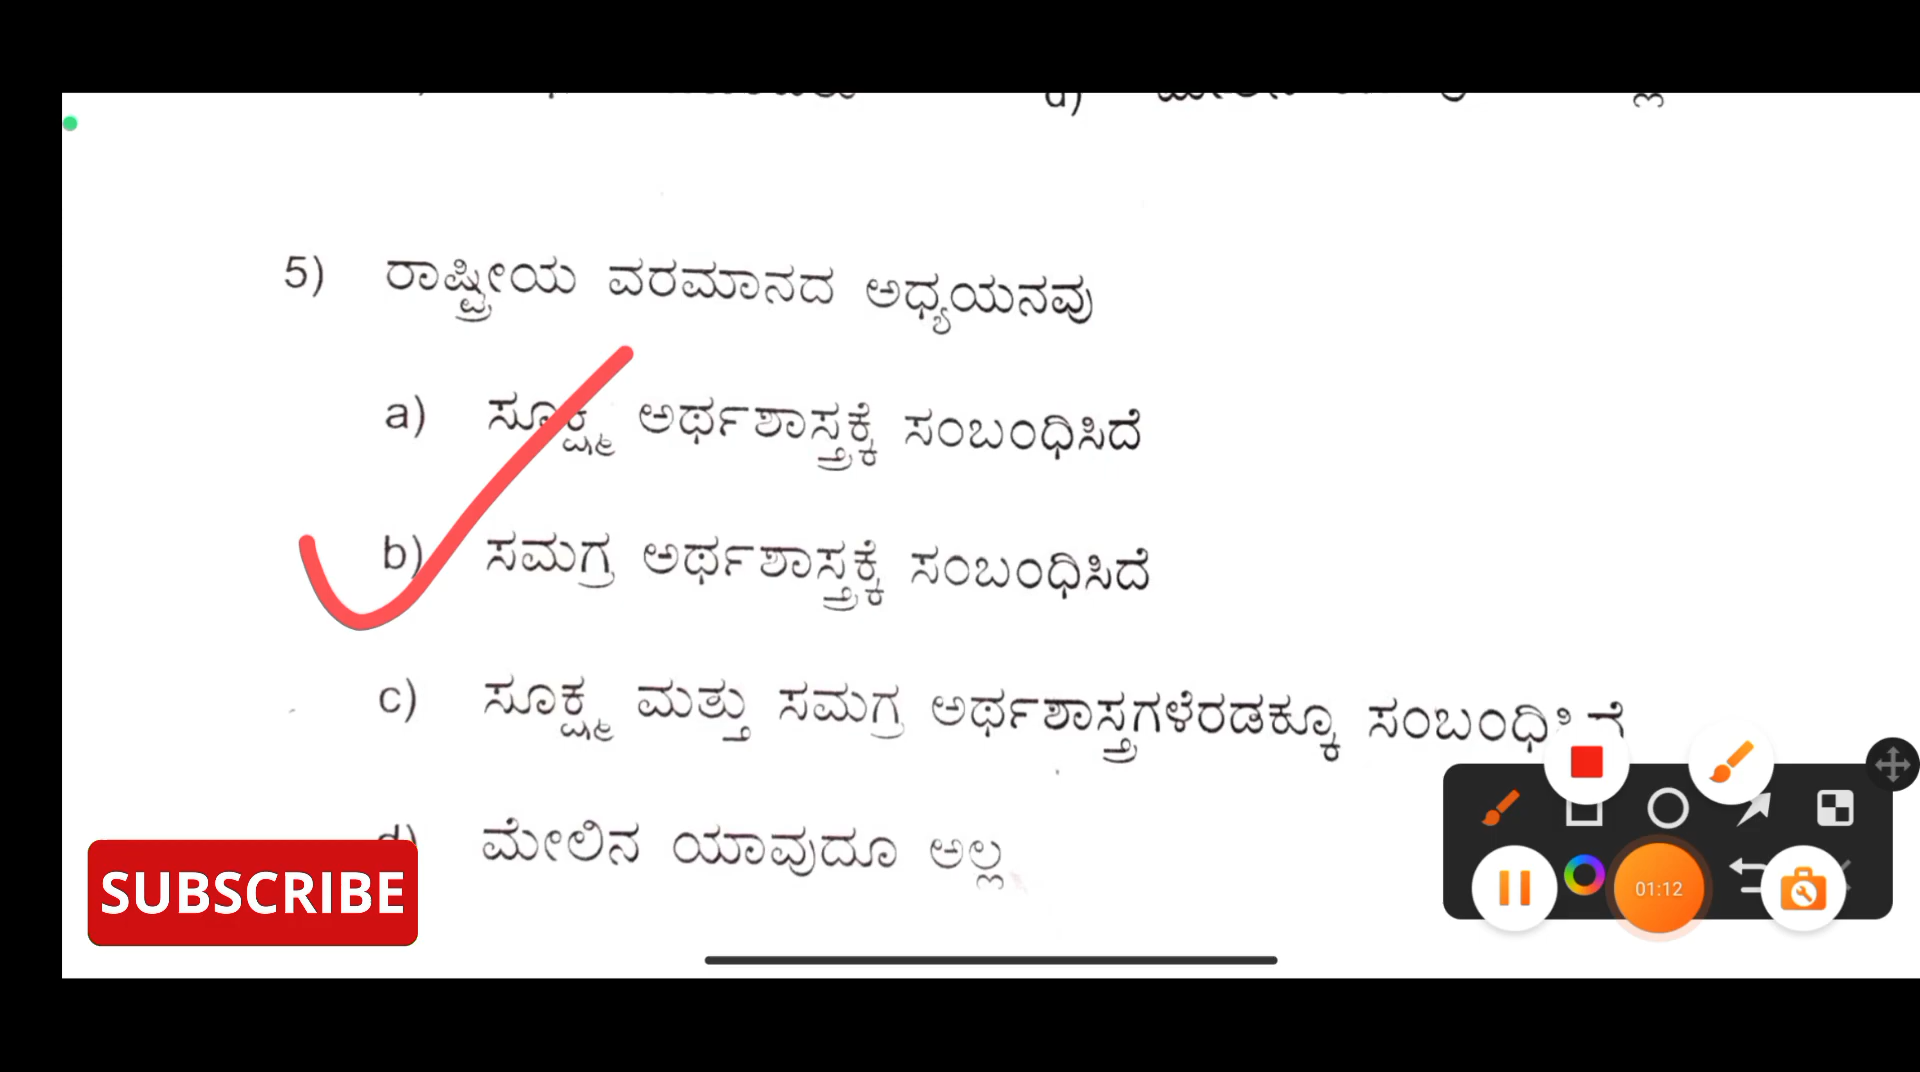 5) ರಾಷ್ಟ್ರೀಯ ವರಮಾನದ ಅಧ್ಯಯನವು
a) ಸೂಕ್ಷ್ಮ ಅರ್ಥಶಾಸ್ತ್ರಕ್ಕೆ ಸಂಬಂಧಿಸಿದೆ
b) ಸಮಗ್ರ ಅರ್ಥಶಾಸ್ತ್ರಕ್ಕೆ ಸಂಬಂಧಿಸಿದೆ
c) ಸೂಕ್ಷ್ಮ ಮತ್ತು ಸಮಗ್ರ ಅರ್ಥಶಾಸ್ತ್ರಗಳೆರಡಕ್ಕೂ
d) ಮೇಲಿನ ಯಾವುದೂ ಅಲ್ಲ
SUBSCRIBE
01:12